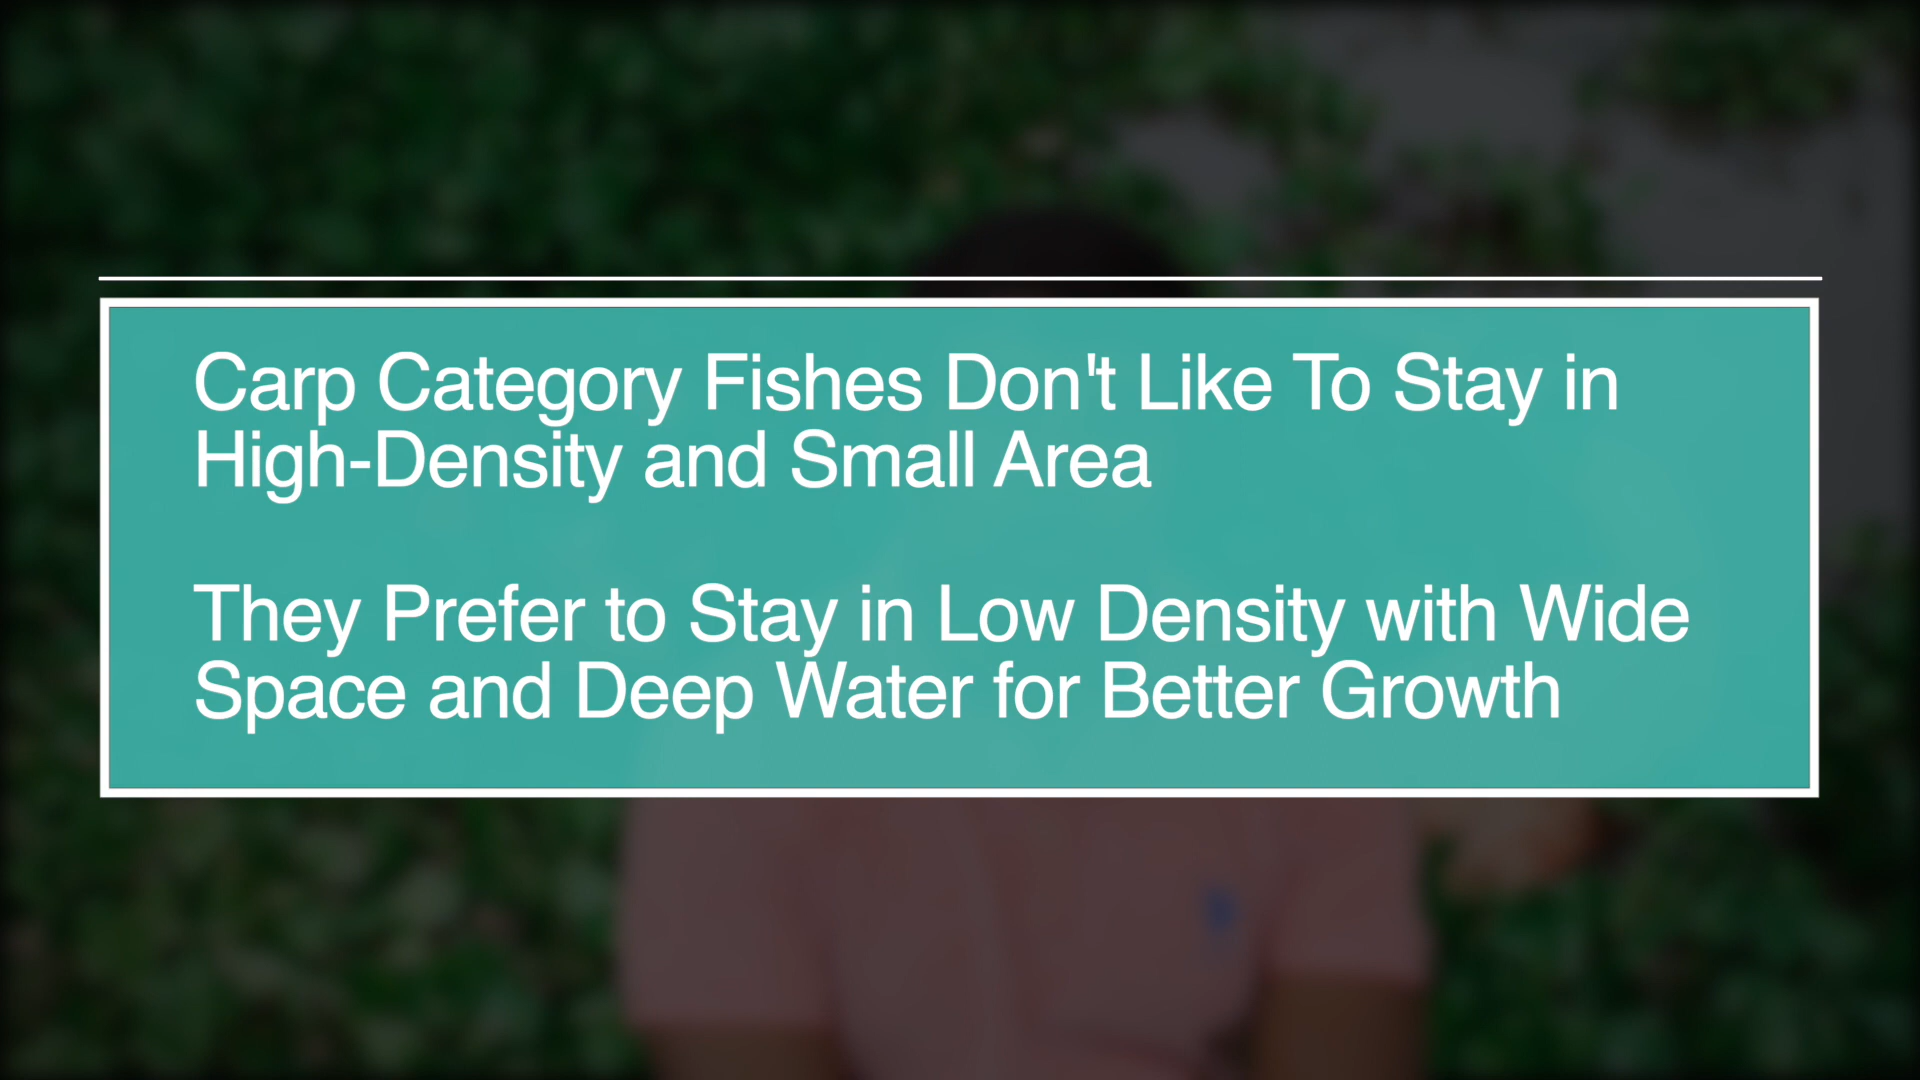 Carp Category Fishes Don't Like To Stay in
High-Density and Small Area
They Prefer to Stay in Low Density with Wide
Space and Deep Water for Better Growth